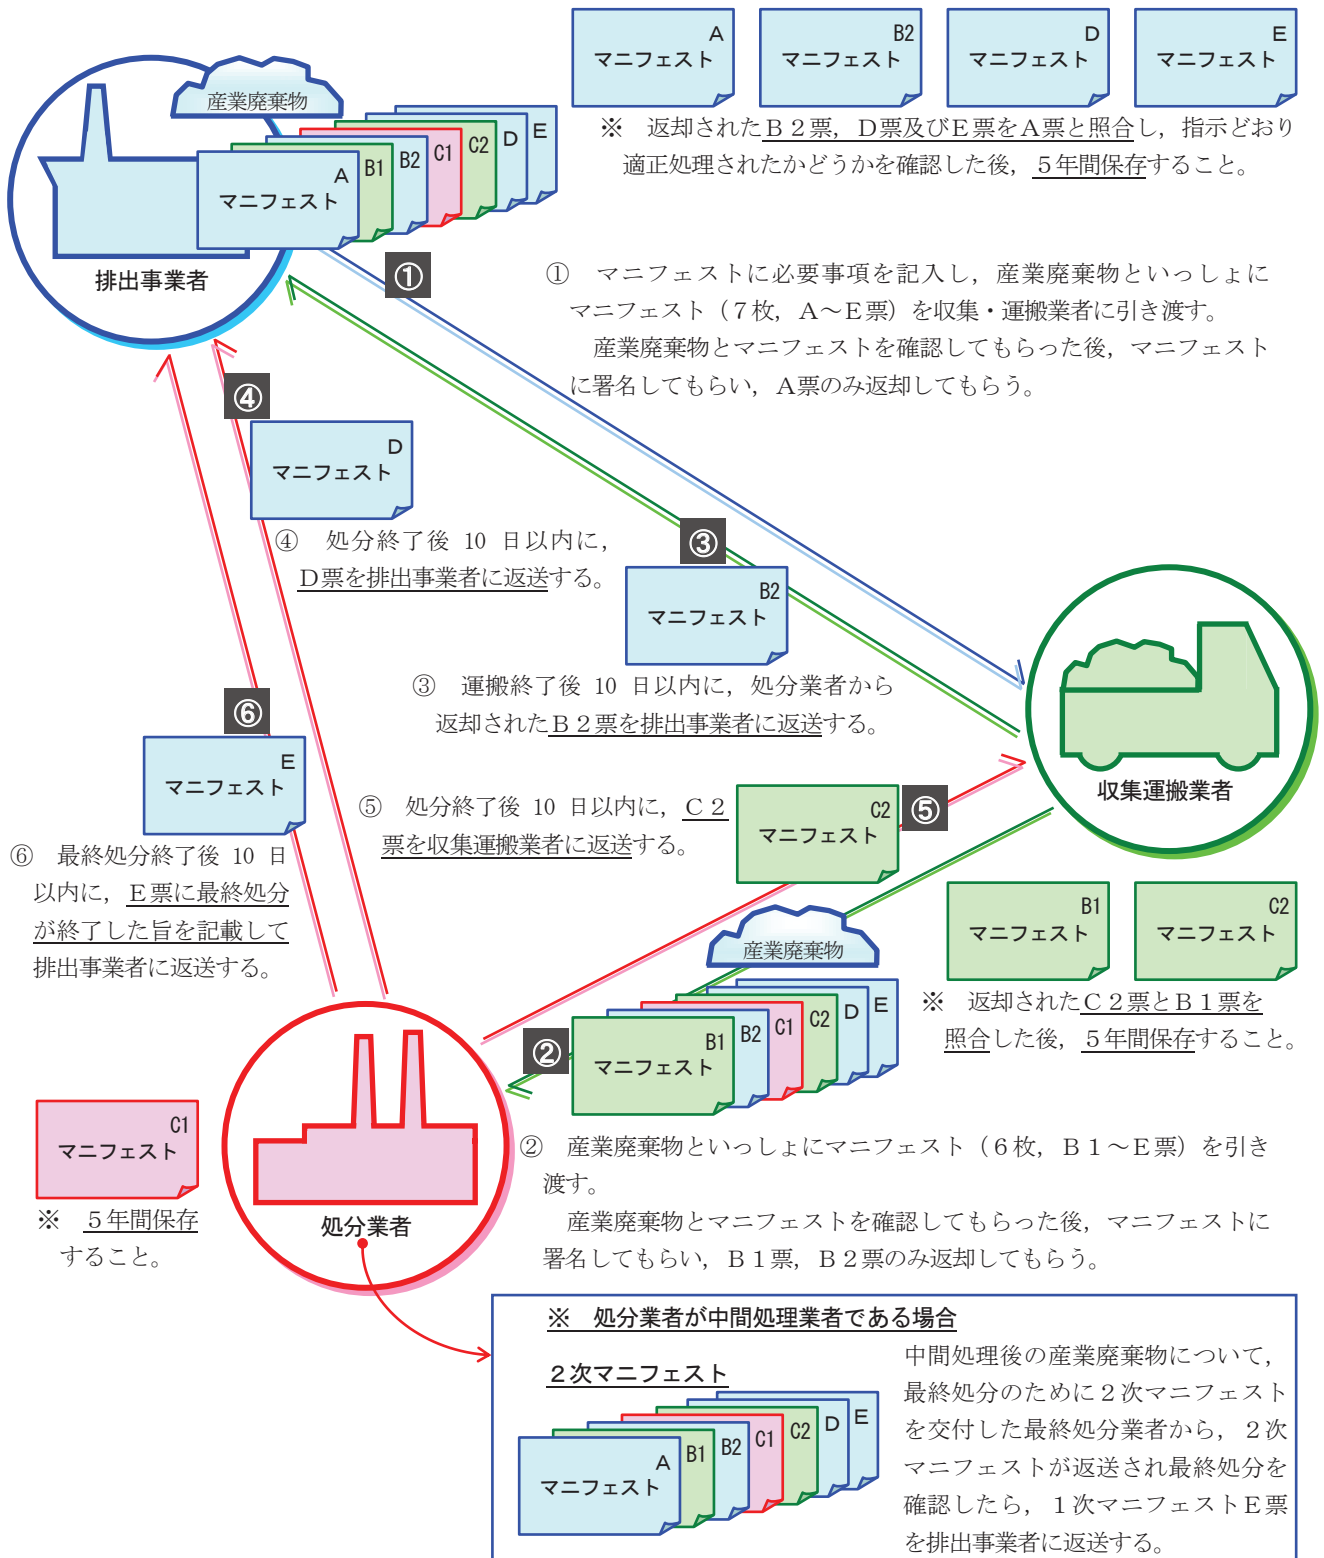 A
マニフェスト
B2
マニフェスト
D
マニフェスト
E
マニフェスト
※　返却されたＢ２票，Ｄ票及びＥ票をＡ票と照合し，指示どおり
適正処理されたかどうかを確認した後，５年間保存すること。
産業廃棄物
A
マニフェスト
B1
B2
C1
C2
D
E
排出事業者
①
①　マニフェストに必要事項を記入し，産業廃棄物といっしょに
マニフェスト（７枚，Ａ～Ｅ票）を収集・運搬業者に引き渡す。
産業廃棄物とマニフェストを確認してもらった後，マニフェスト
に署名してもらい，Ａ票のみ返却してもらう。
④
D
マニフェスト
④　処分終了後 10 日以内に，
Ｄ票を排出事業者に返送する。
③
B2
マニフェスト
③　運搬終了後 10 日以内に，処分業者から
返却されたＢ２票を排出事業者に返送する。
収集運搬業者
⑥
E
マニフェスト
⑥　最終処分終了後 10 日
以内に，Ｅ票に最終処分
が終了した旨を記載して
排出事業者に返送する。
⑤　処分終了後 10 日以内に，Ｃ２
票を収集運搬業者に返送する。
C2
マニフェスト
⑤
B1
マニフェスト
C2
マニフェスト
※　返却されたＣ２票とＢ１票を
照合した後，５年間保存すること。
産業廃棄物
②
B1
マニフェスト
B2
C1
C2
D
E
②　産業廃棄物といっしょにマニフェスト（６枚，Ｂ１～Ｅ票）を引き
渡す。
産業廃棄物とマニフェストを確認してもらった後，マニフェストに
署名してもらい，Ｂ１票，Ｂ２票のみ返却してもらう。
C1
マニフェスト
※　５年間保存
すること。
処分業者
※　処分業者が中間処理業者である場合
２次マニフェスト
A
マニフェスト
B1
B2
C1
C2
D
E
中間処理後の産業廃棄物について，
最終処分のために２次マニフェスト
を交付した最終処分業者から，２次
マニフェストが返送され最終処分を
確認したら，１次マニフェストＥ票
を排出事業者に返送する。